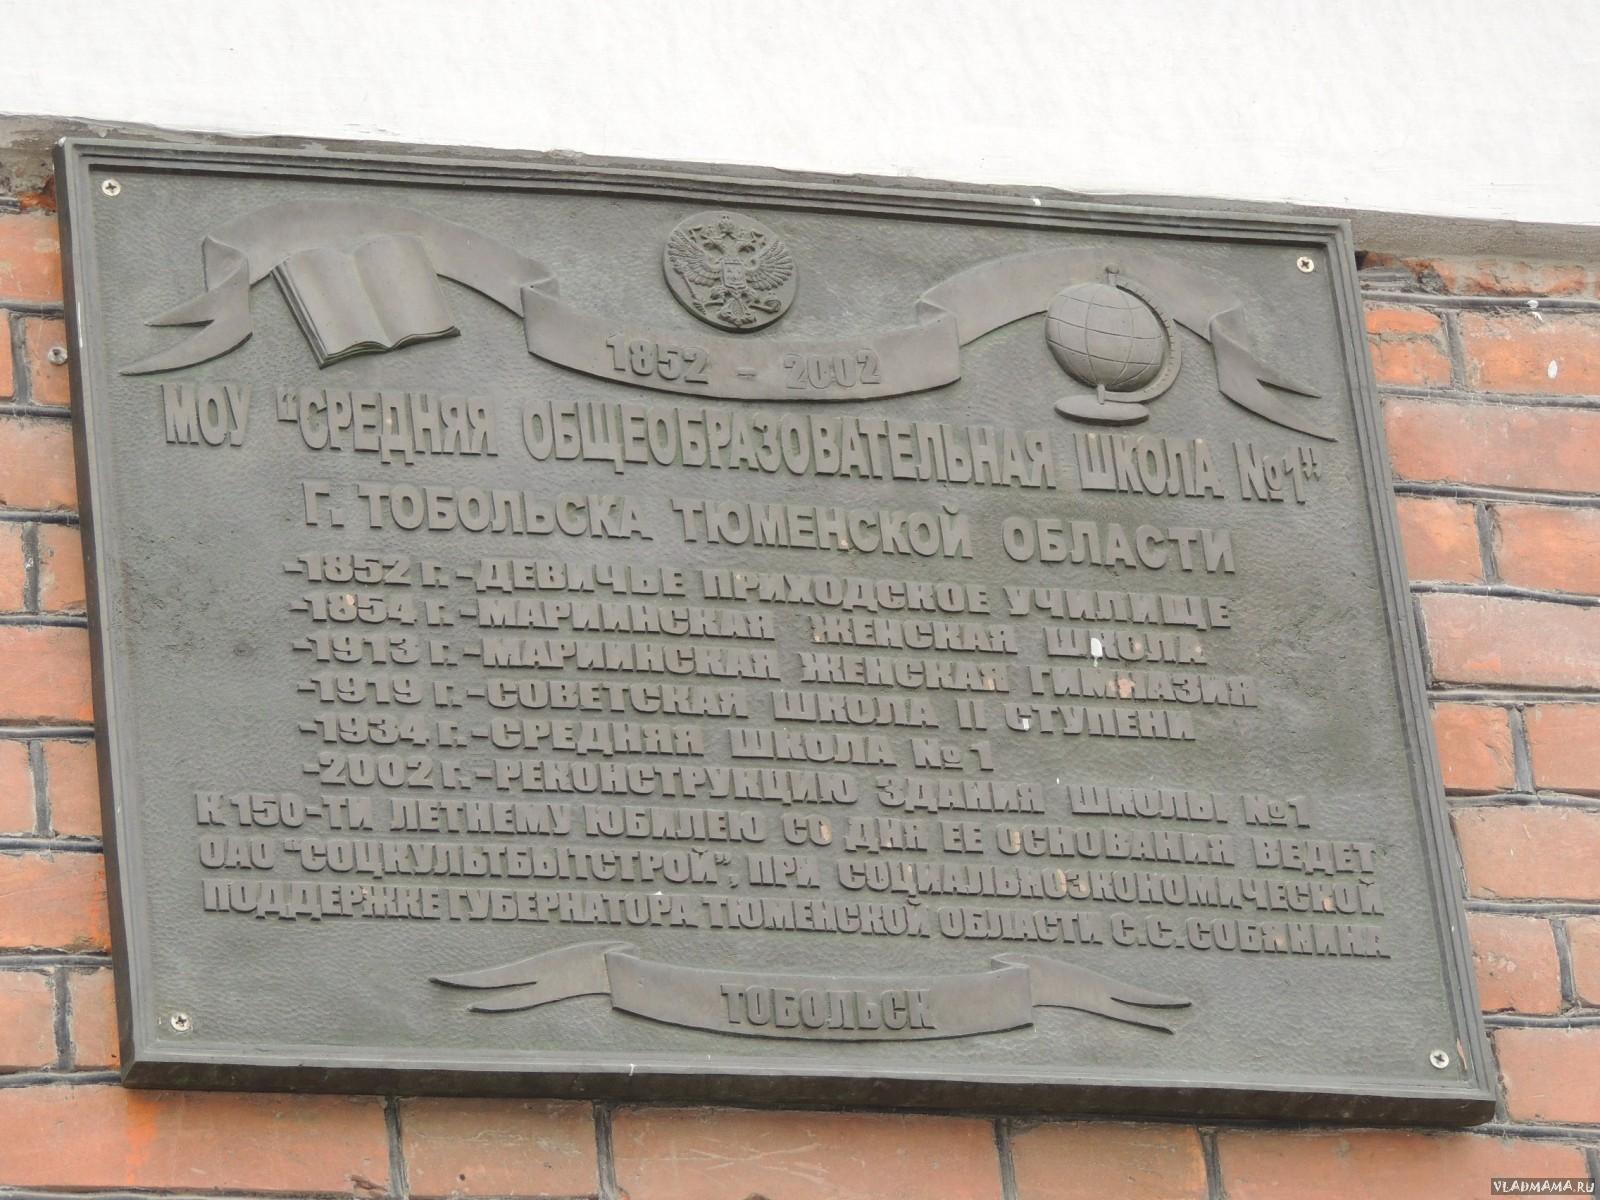 1852 - 2002
МОУ "СРЕДНЯЯ ОБЩЕОБРАЗОВАТЕЛЬНАЯ ШКОЛА №1"
Г. ТОБОЛЬСКА ТЮМЕНСКОЙ ОБЛАСТИ
-1852 Г.-ДЕВИЧЬЕ ПРИХОДСКОЕ УЧИЛИЩЕ
-1854 Г.-МАРИИНСКАЯ ЖЕНСКАЯ ШКОЛА
-1913 Г.-МАРИИНСКАЯ ЖЕНСКАЯ ГИМНАЗИЯ
-1919 Г.-СОВЕТСКАЯ ШКОЛА II СТУПЕНИ
-1934 Г.-СРЕДНЯЯ ШКОЛА №1
-2002 Г.-РЕКОНСТРУКЦИЮ ЗДАНИЯ ШКОЛЫ №1
К 150-ТИ ЛЕТНЕМУ ЮБИЛЕЮ СО ДНЯ ЕЕ ОСНОВАНИЯ ВЕДЕТ
ОАО "СОЦКУЛЬТБЫТСТРОЙ", ПРИ СОЦИАЛЬНОЭКОНОМИЧЕСКОЙ
ПОДДЕРЖКЕ ГУБЕРНАТОРА ТЮМЕНСКОЙ ОБЛАСТИ С.С. СОБЯНИНА
ТОБОЛЬСК
VLADMAMA.RU